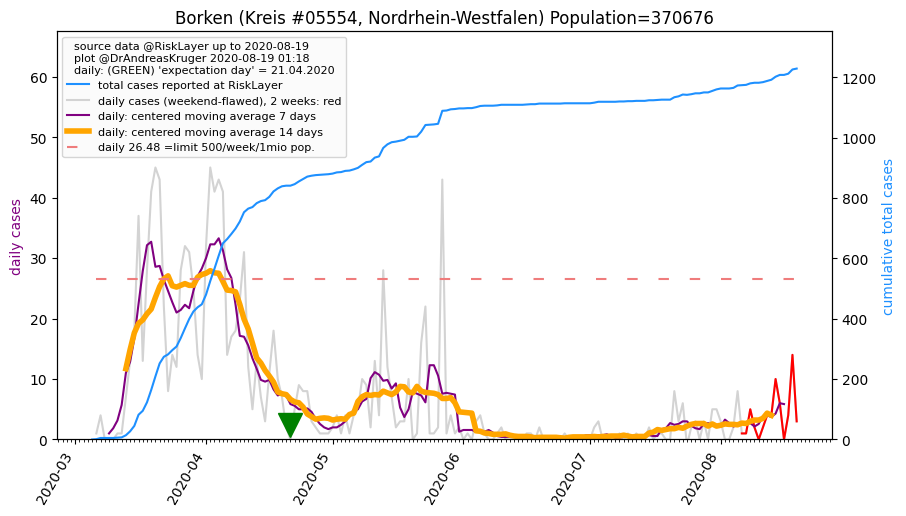 Borken (Kreis #05554, Nordrhein-Westfalen) Population=370676
source data @RiskLayer up to 2020-08-19
plot @DrAndreasKruger 2020-08-19 01:18
daily: (GREEN) 'expectation day' = 21.04.2020
total cases reported at RiskLayer
daily cases (weekend-flawed), 2 weeks: red
daily: centered moving average 7 days
daily: centered moving average 14 days
daily 26.48 =limit 500/week/1mio pop.
daily cases
60
50
40
30
20
10
0
1200
1000
800
600
400
200
0
cumulative total cases
2020-03
2020-04
2020-05
2020-06
2020-07
2020-08